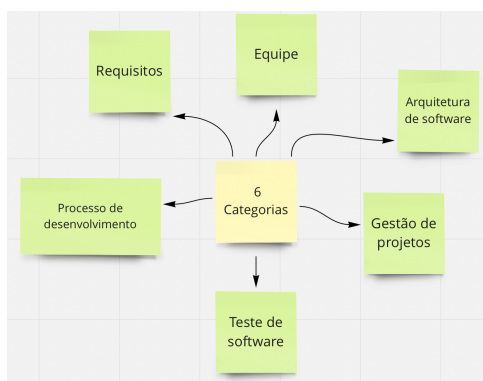 Equipe
Requisitos
Arquitetura
de software
6
Categorias
Processo de
desenvolvimento
Gestão de
projetos
Teste de
software